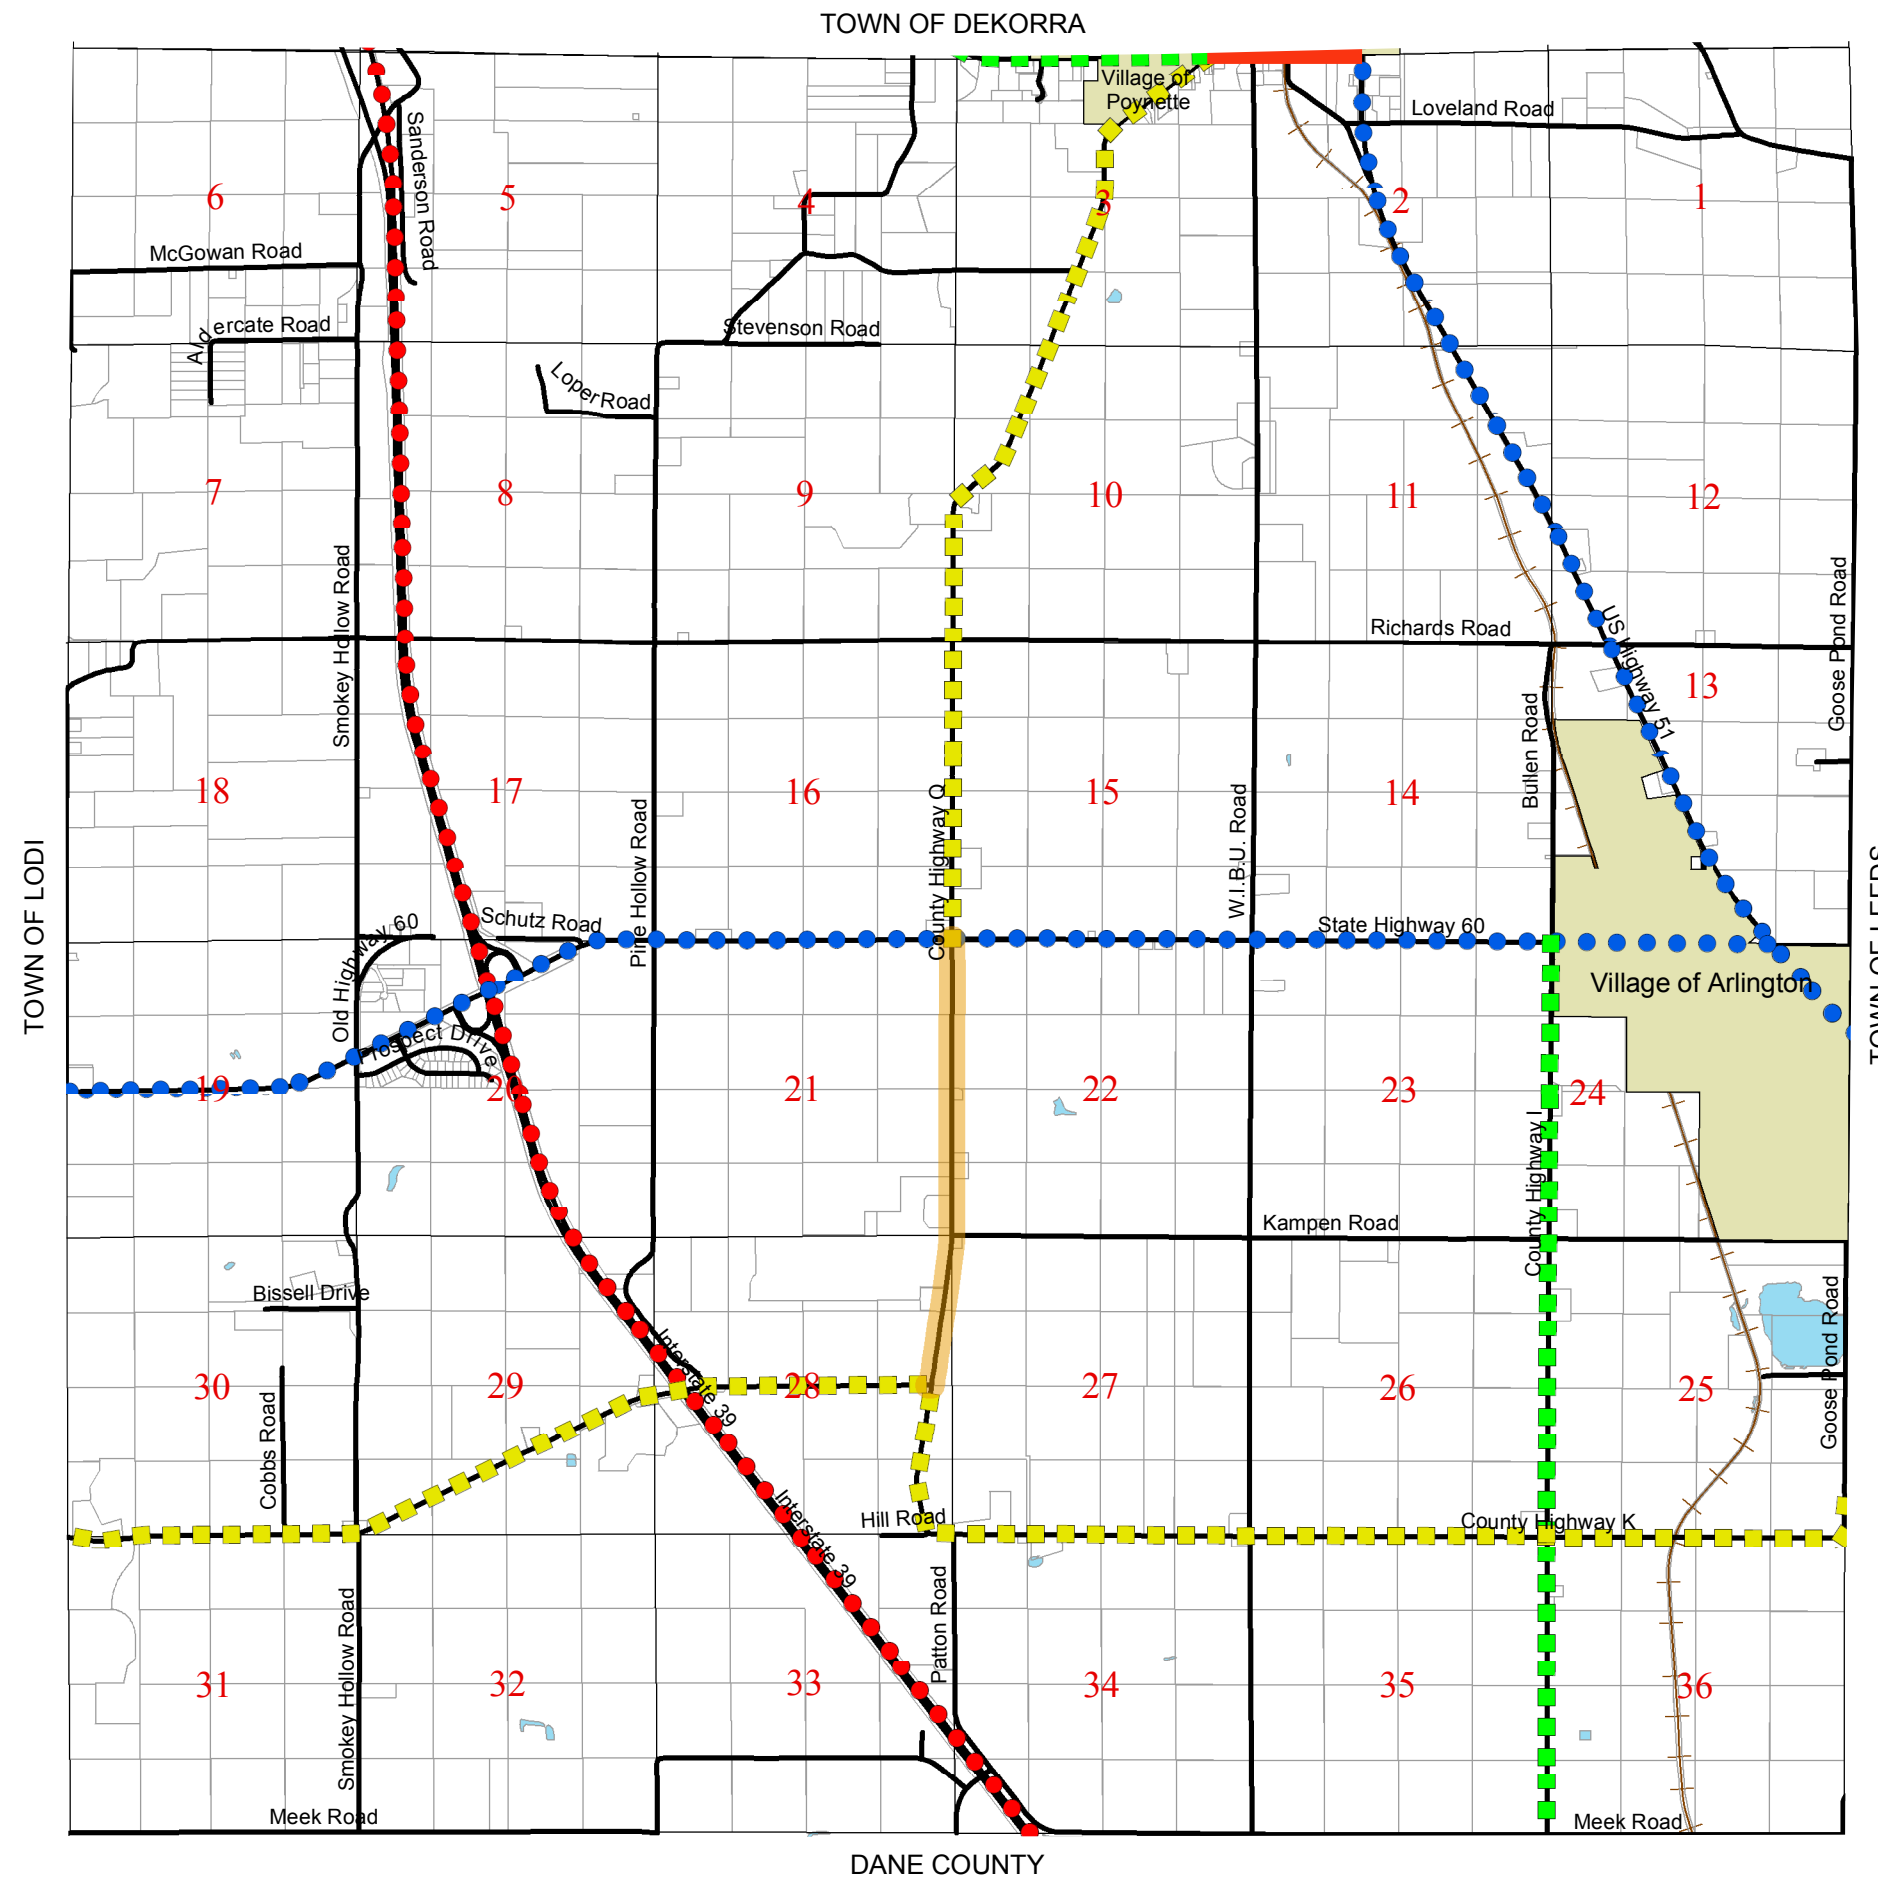 TOWN OF DEKORRA
Village of
Poynette
Loveland Road
Sanderson Road
6
5
4
3
2
1
McGowan Road
Aldercate Road
Stevenson Road
Loper Road
7
8
9
10
11
12
Smokey Hollow Road
Richards Road
US Highway 51
Goose Pond Road
13
Bullen Road
18
17
16
15
14
Pine Hollow Road
County Highway Q
W.I.B.U. Road
TOWN OF LODI
TOWN OF LEEDS
Old Highway 60
Schutz Road
State Highway 60
Village of Arlington
Prospect Drive
19
20
21
22
23
24
County Highway I
Kampen Road
Bissell Drive
Interstate 39
Goose Pond Road
30
29
28
27
26
25
Cobbs Road
Interstate 39
Hill Road
County Highway K
Smokey Hollow Road
Patton Road
31
32
33
34
35
36
Meek Road
Meek Road
DANE COUNTY